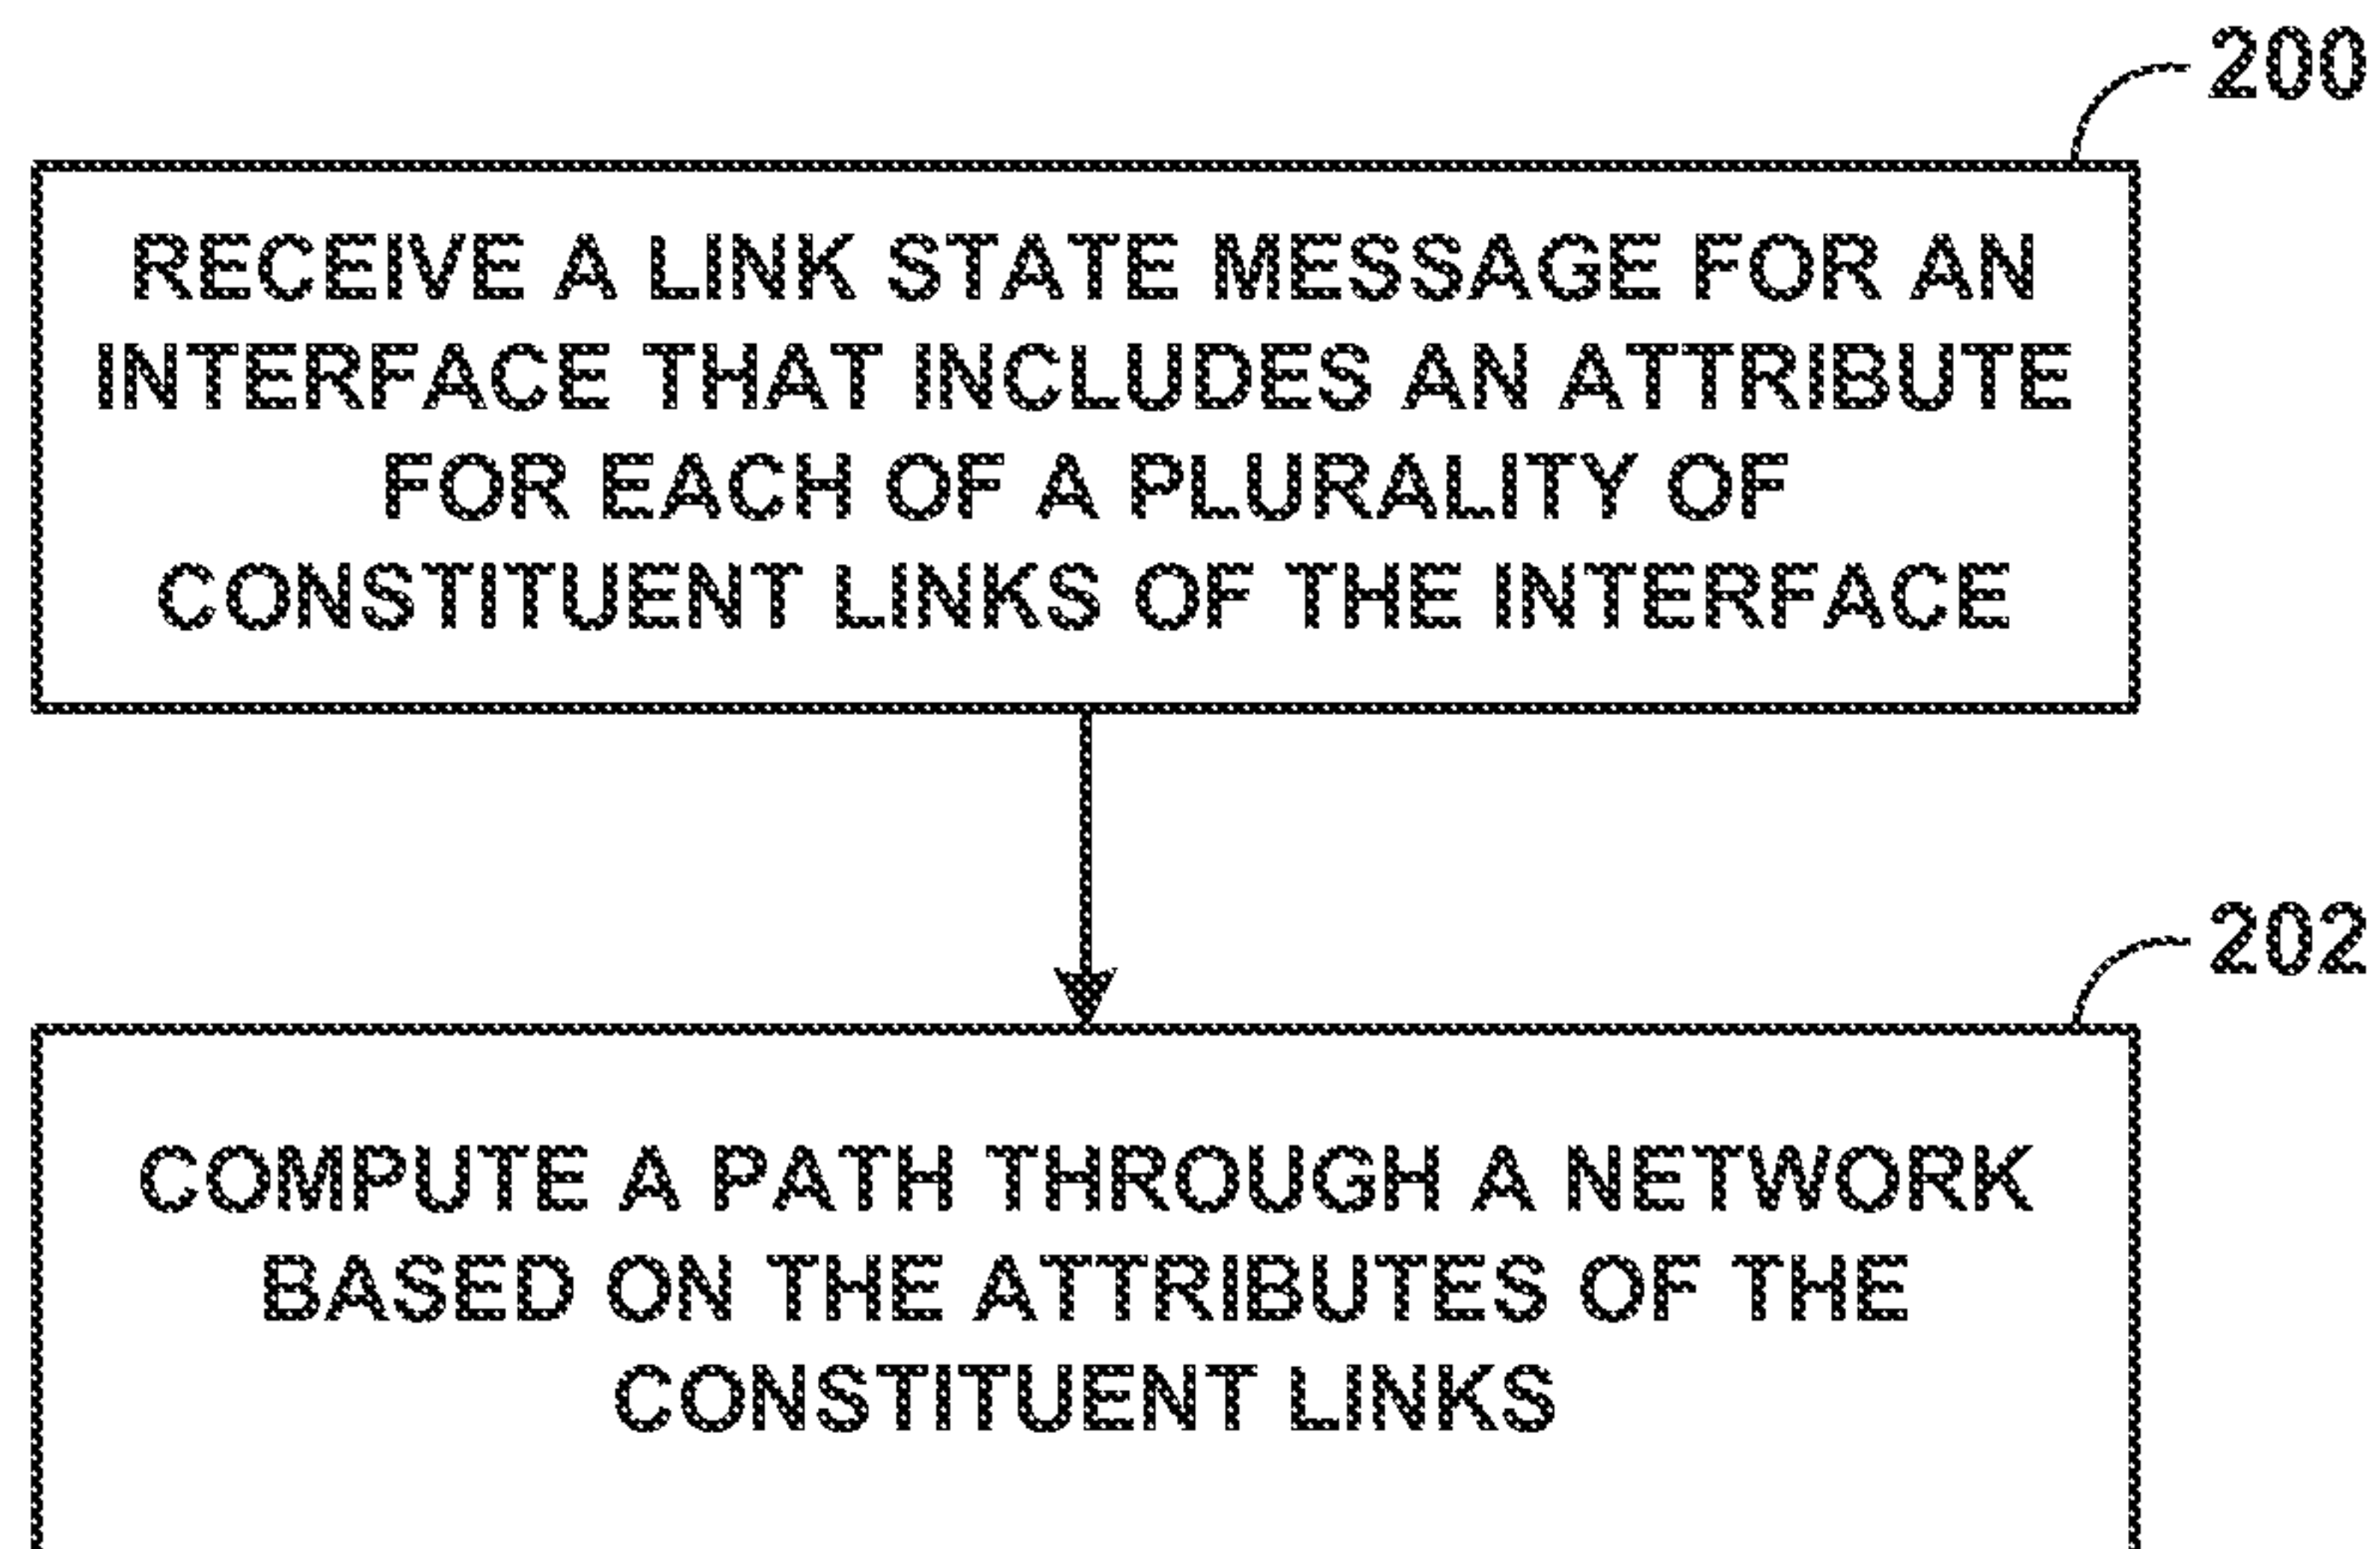 200
RECEIVE A LINK STATE MESSAGE FOR AN
INTERFACE THAT INCLUDES AN ATTRIBUTE
FOR EACH OF A PLURALITY OF
CONSTITUENT LINKS OF THE INTERFACE
202
COMPUTE A PATH THROUGH A NETWORK
BASED ON THE ATTRIBUTES OF THE
CONSTITUENT LINKS